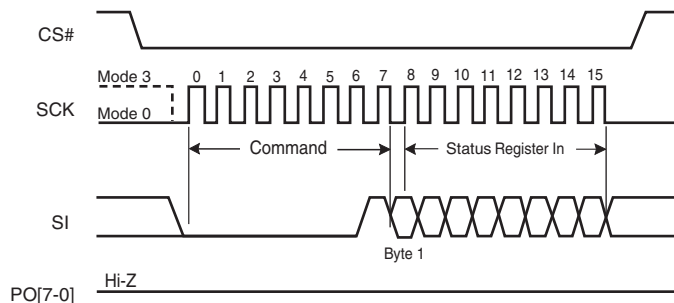 CS#
Mode 3
0 1 2 3 4 5 6 7 8 9 10 11 12 13 14 15
SCK
Mode 0
Command
Status Register In
SI
Byte 1
Hi-Z
PO[7-0]